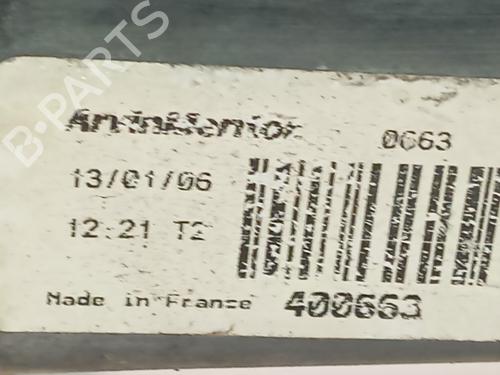 B-PARTS
ArvinMeritor 0663
13/01/06
12:21 T2
Made in France 400663